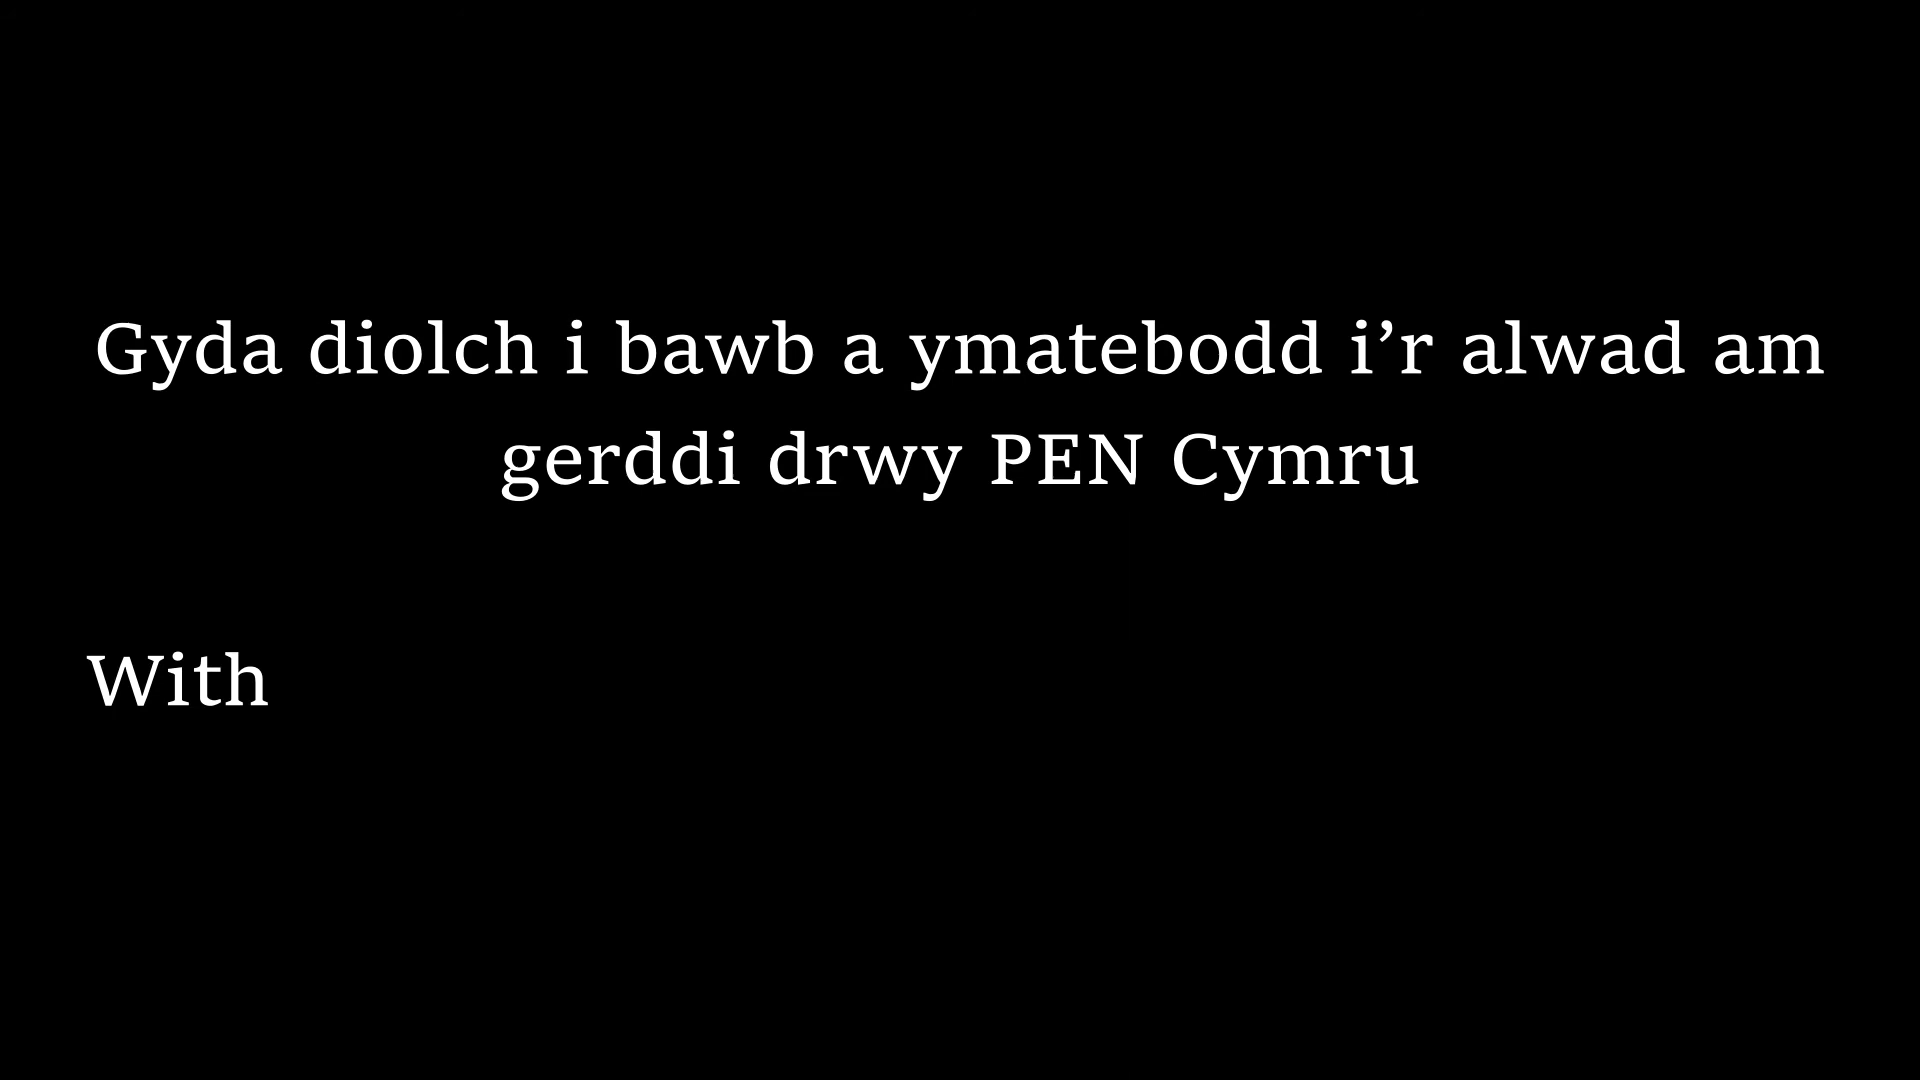 Gyda diolch i bawb a ymatebodd i’r alwad am
gerddi drwy PEN Cymru
With